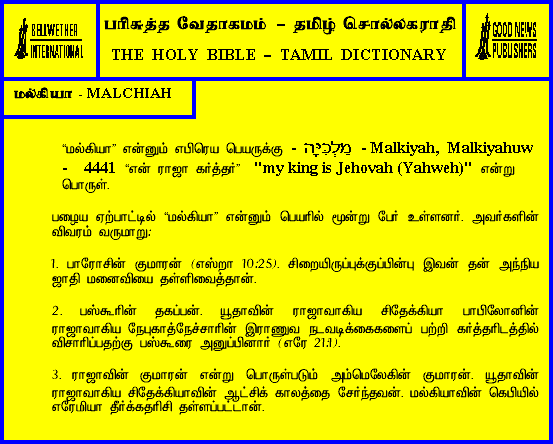 BELLWETHER
INTERNATIONAL
பரிசுத்த வேதாகமம் – தமிழ் சொல்லகராதி
THE HOLY BIBLE – TAMIL DICTIONARY
GOOD NEWS
PUBLISHERS
மல்கியா - MALCHIAH
“மல்கியா” என்னும் எபிரெய பெயருக்கு - מַלְכִּיָּה - Malkiyah, Malkiyahuw
- 4441 “என் ராஜா கர்த்தர்” "my king is Jehovah (Yahweh)" என்று
பொருள்.
பழைய ஏற்பாட்டில் “மல்கியா” என்னும் பெயரில் மூன்று பேர் உள்ளனர். அவர்களின்
விவரம் வருமாறு:
1. பாரோசின் குமாரன் (எஸ்றா 10:25). சிறையிருப்புக்குப்பின்பு இவன் தன் அந்நிய
ஜாதி மனைவியை தள்ளிவைத்தான்.
2. பஸ்கூரின் தகப்பன். யூதாவின் ராஜாவாகிய சிதேக்கியா பாபிலோனின்
ராஜாவாகிய நேபுகாத்நேச்சாரின் இராணுவ நடவடிக்கைகளைப் பற்றி கர்த்தரிடத்தில்
விசாரிப்பதற்கு பஸ்கூரை அனுப்பினார் (எரே 21:1).
3. ராஜாவின் குமாரன் என்று பொருள்படும் அம்மெலேகின் குமாரன். யூதாவின்
ராஜாவாகிய சிதேக்கியாவின் ஆட்சிக் காலத்தை சேர்ந்தவன். மல்கியாவின் கெபியில்
எரேமியா தீர்க்கதரிசி தள்ளப்பட்டான்.